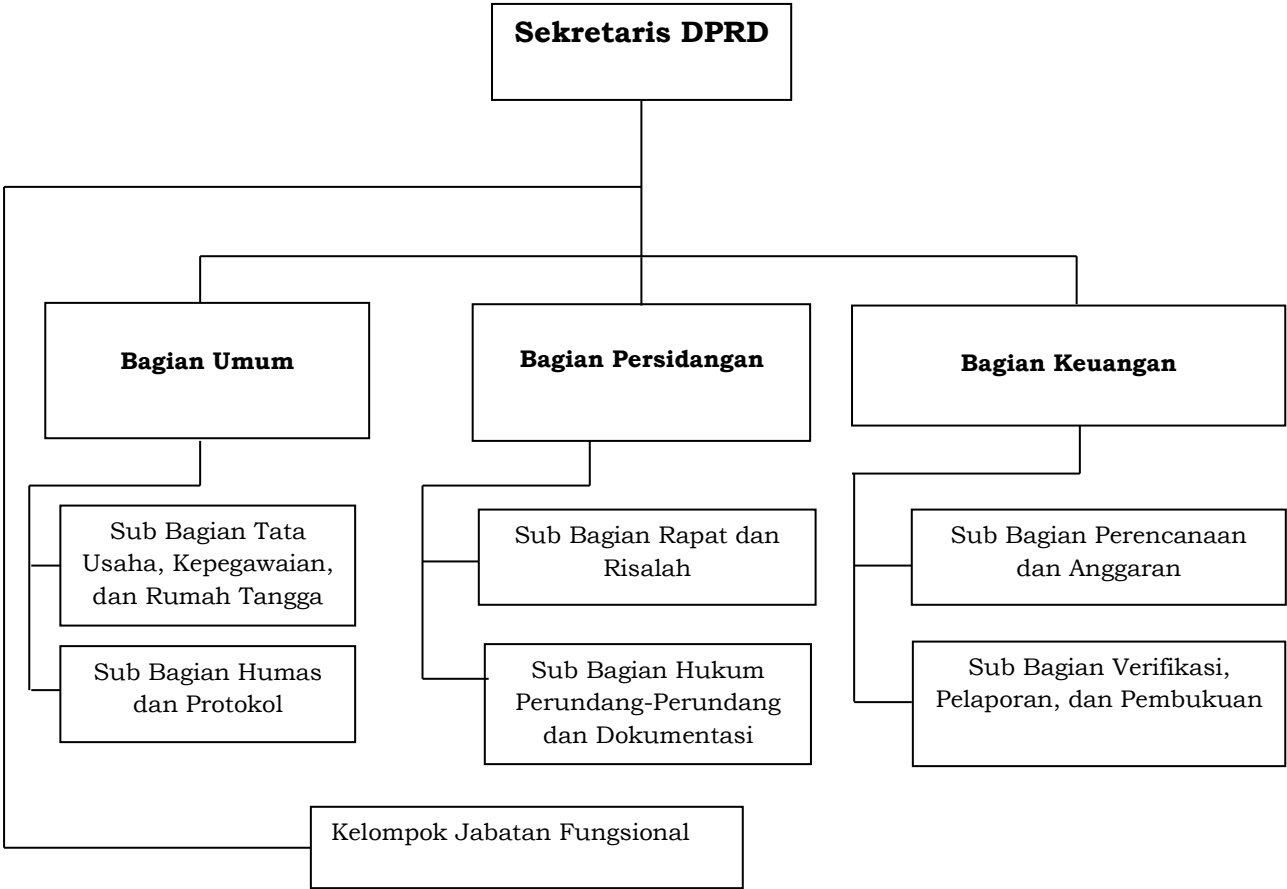 Sekretaris DPRD
Bagian Umum
Bagian Persidangan
Bagian Keuangan
Sub Bagian Tata
Usaha, Kepegawaian,
dan Rumah Tangga
Sub Bagian Rapat dan
Risalah
Sub Bagian Perencanaan
dan Anggaran
Sub Bagian Humas
dan Protokol
Sub Bagian Hukum
Perundang-Perundang
dan Dokumentasi
Sub Bagian Verifikasi,
Pelaporan, dan Pembukuan
Kelompok Jabatan Fungsional